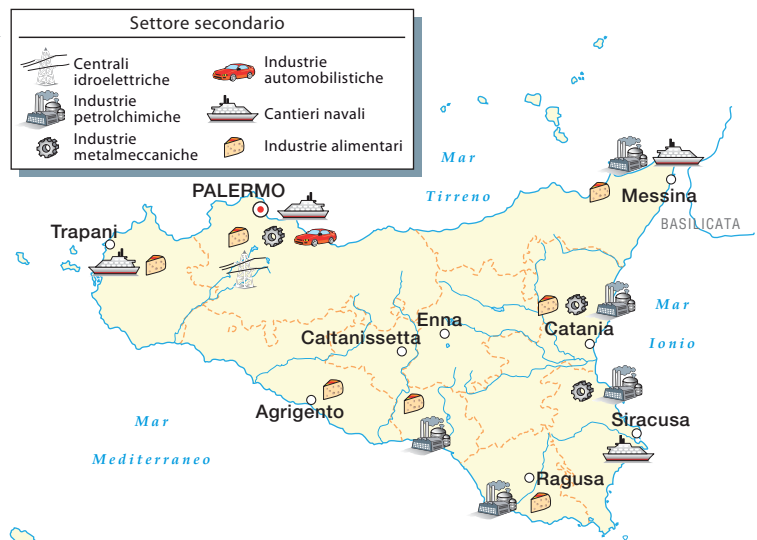 Settore secondario
Centrali
idroelettriche
Industrie
petrolchimiche
Industrie
metalmeccaniche
Industrie
automobilistiche
Cantieri navali
Industrie alimentari
Mar
Tirreno
Messina
BASILICATA
PALERMO
Trapani
Mar
Ionio
Catania
Enna
Caltanissetta
Agrigento
Siracusa
Mar
Mediterraneo
Ragusa